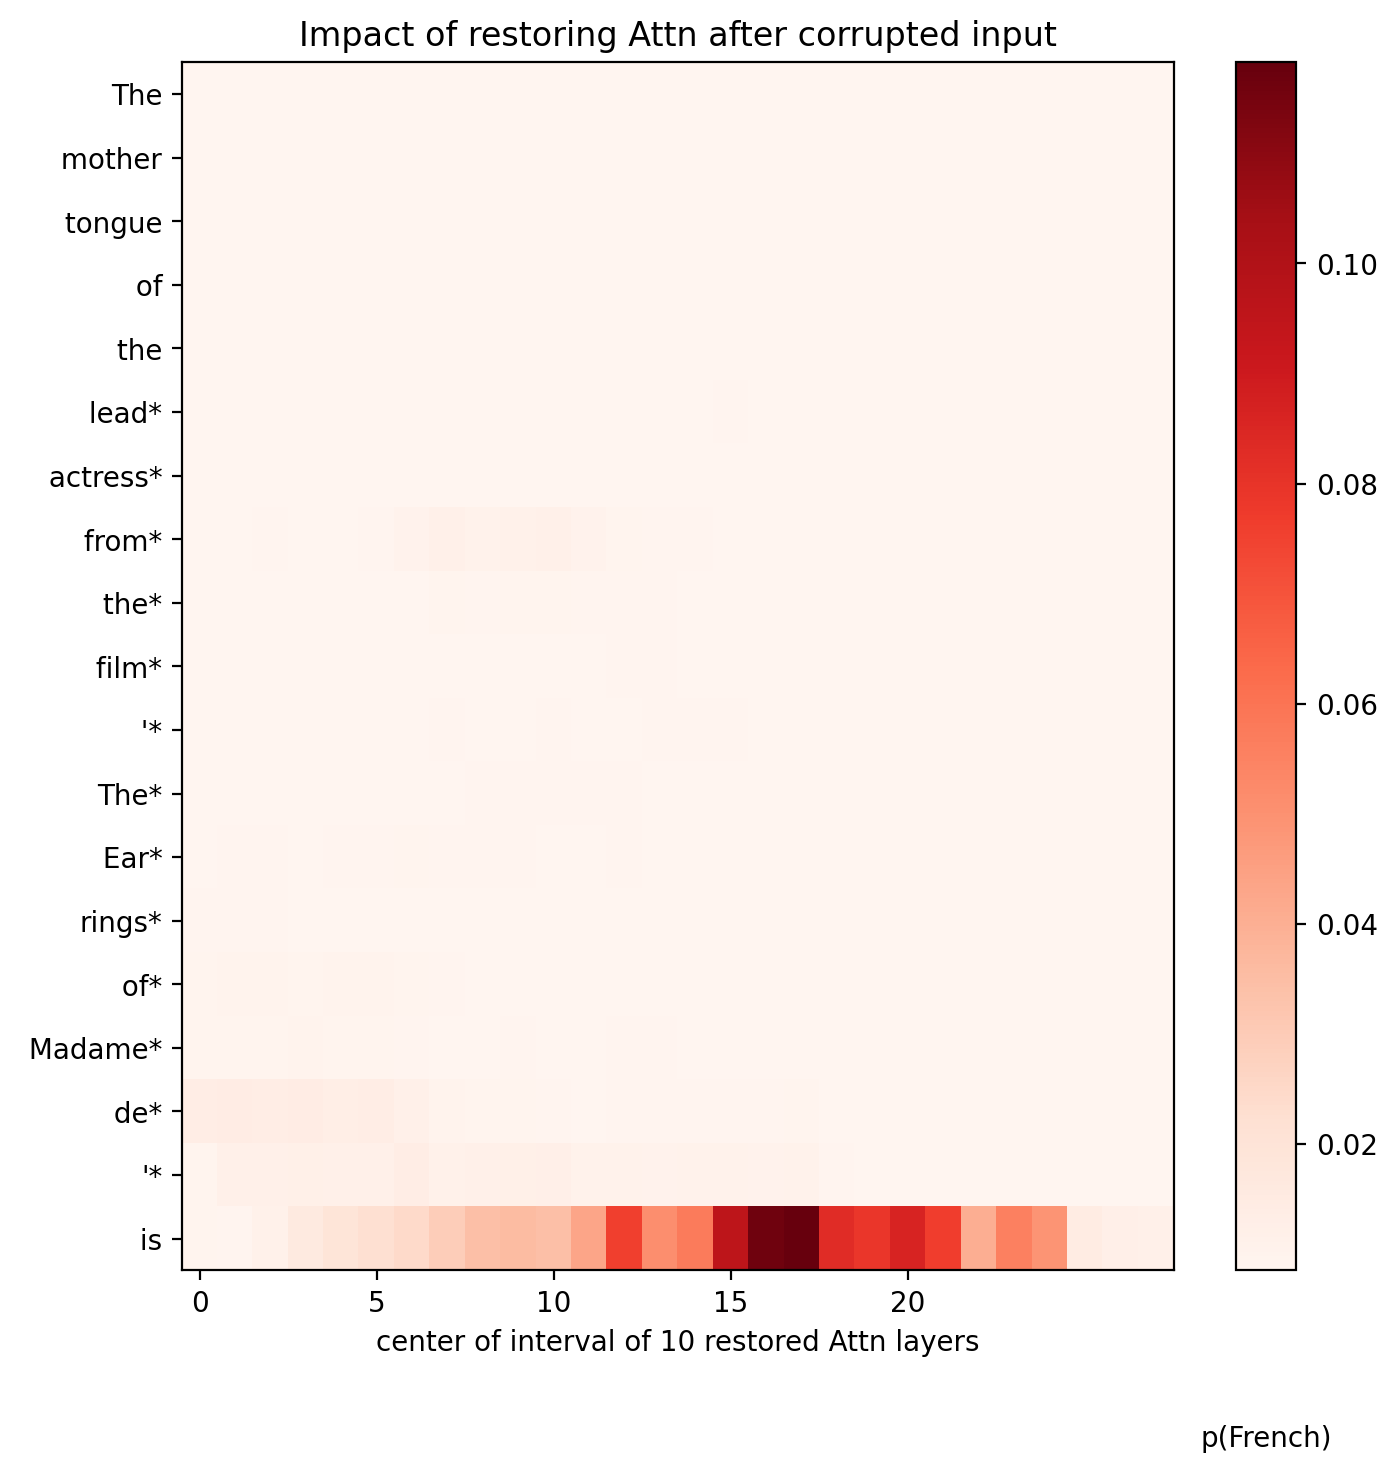 Impact of restoring Attn after corrupted input
The
mother
tongue
of
the
lead*
actress*
from*
the*
film*
'*
The*
Ear*
rings*
of*
Madame*
de*
'*
is
0 5 10 15 20
center of interval of 10 restored Attn layers
0.10
0.08
0.06
0.04
0.02
p(French)